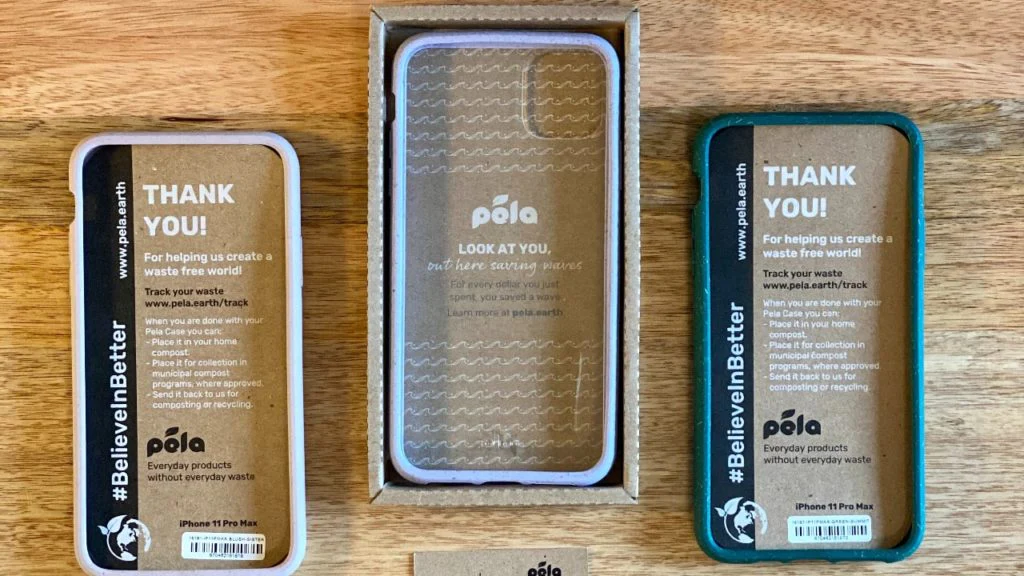 www.pela.earth
#BelieveInBetter
THANK
YOU!
For helping us create a
waste free world!
Track your waste
www.pela.earth/track
When you are done with your
Pela Case you can:
- Place it in your home
compost.
- Place it for collection in
municipal compost
programs, where approved.
- Send it back to us for
composting or recycling.
pela
Everyday products
without everyday waste
iPhone 11 Pro Max
pela
LOOK AT YOU,
out here saving waves
For every dollar you just
spent, you saved a wave.
Learn more at pela.earth
www.pela.earth
#BelieveInBetter
THANK
YOU!
For helping us create a
waste free world!
Track your waste
www.pela.earth/track
When you are done with your
Pela Case you can:
- Place it in your home
compost.
- Place it for collection in
municipal compost
programs, where approved
- Send it back to us for
composting or recycling.
pela
Everyday products
without everyday waste
iPhone 11 Pro Max
pela